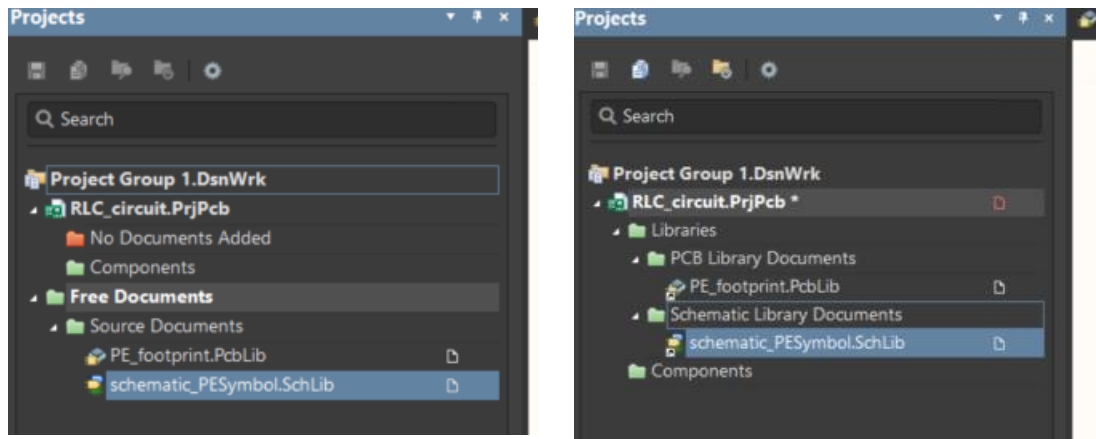 Projects
Search
Project Group 1.DsnWrk
RLC_circuit.PrjPcb
No Documents Added
Components
Free Documents
Source Documents
PE_footprint.PcbLib
schematic_PESymbol.SchLib
Projects
Search
Project Group 1.DsnWrk
RLC_circuit.PrjPcb *
Libraries
PCB Library Documents
PE_footprint.PcbLib
Schematic Library Documents
schematic_PESymbol.SchLib
Components